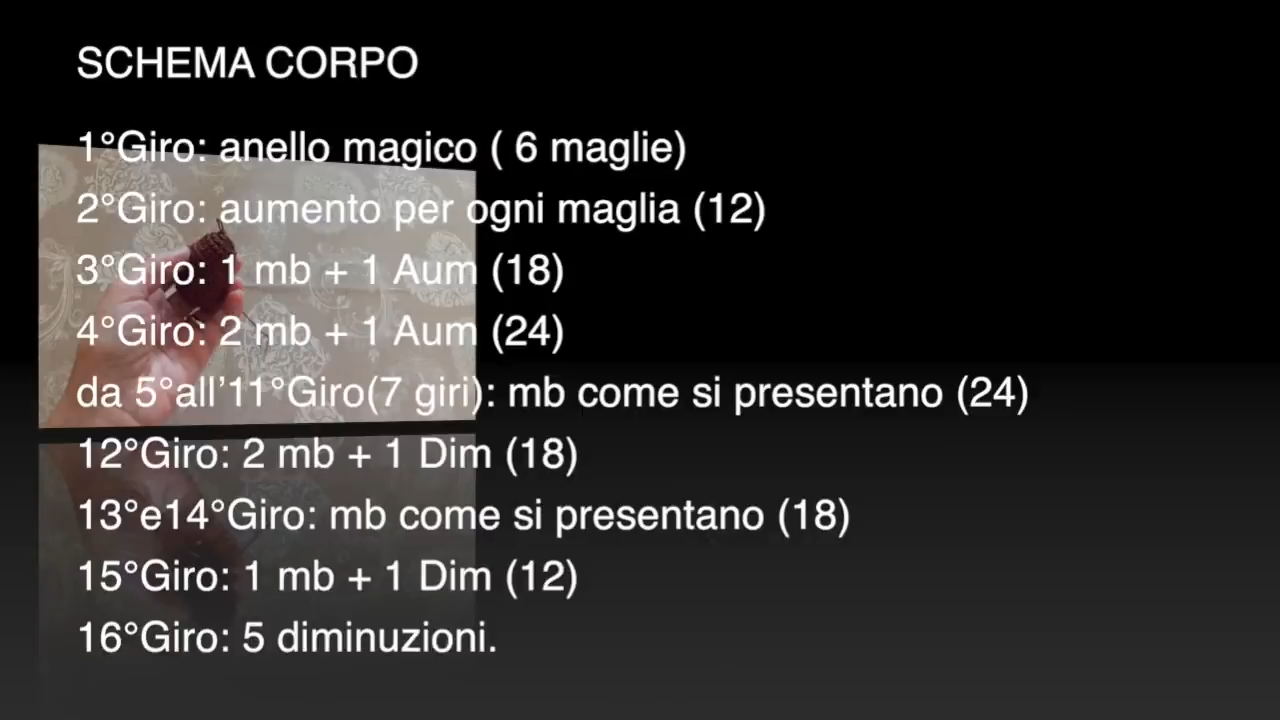 SCHEMA CORPO
1°Giro: anello magico ( 6 maglie)
2°Giro: aumento per ogni maglia (12)
3°Giro: 1 mb + 1 Aum (18)
4°Giro: 2 mb + 1 Aum (24)
da 5°all’11°Giro(7 giri): mb come si presentano (24)
12°Giro: 2 mb + 1 Dim (18)
13°e14°Giro: mb come si presentano (18)
15°Giro: 1 mb + 1 Dim (12)
16°Giro: 5 diminuzioni.